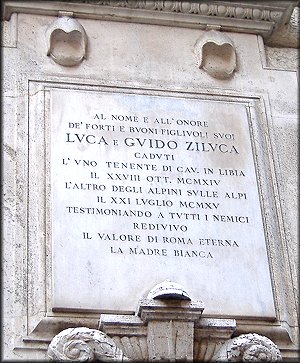 AL NOME E ALL'ONORE
DE' FORTI E BUONI FIGLIVOLI SVOI
LVCA E GVIDO ZILVCA
CADVTI
L'VNO TENENTE DI CAV. IN LIBIA
IL XXVIII OTT. MCMXIV
L'ALTRO DEGLI ALPINI SVLLE ALPI
IL XXI LVGLIO MCMXV
TESTIMONIANDO A TVTTI I NEMICI
REDIVIVO
IL VALORE DI ROMA ETERNA
LA MADRE BIANCA